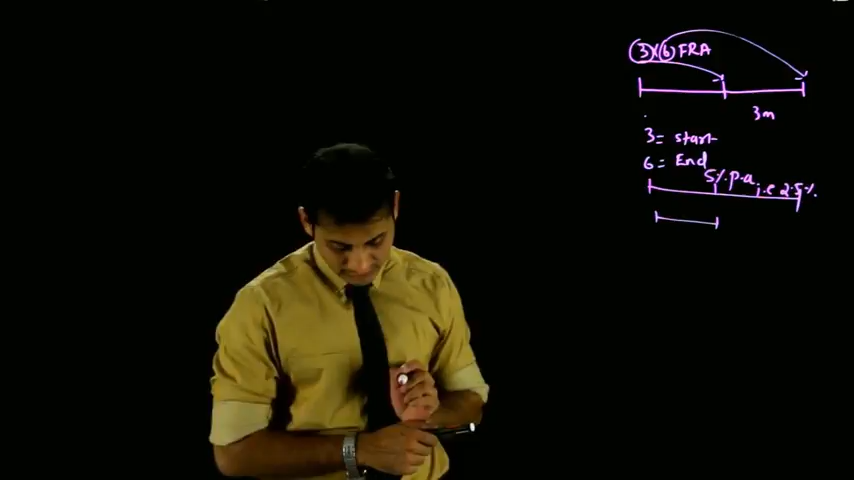 3x6 FRA
3m
3 = start
6 = End
5%.p.a
i.e 2.5%.